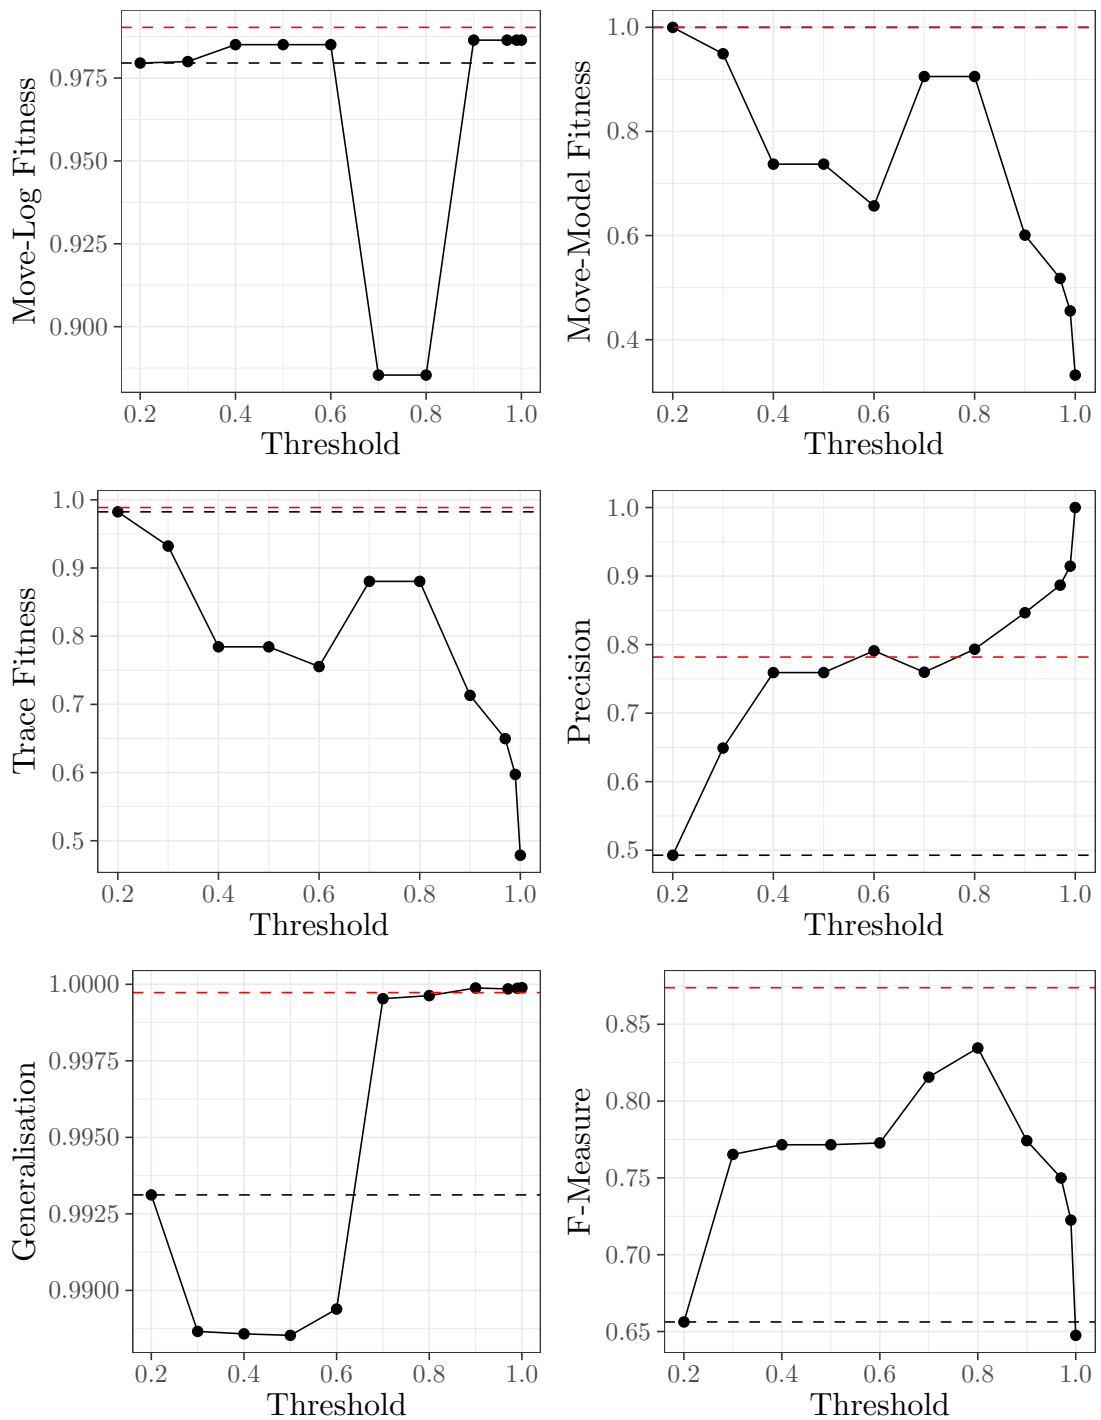 Move-Log Fitness
0.975
0.950
0.925
0.900
0.2 0.4 0.6 0.8 1.0
Threshold
Move-Model Fitness
1.0
0.8
0.6
0.4
0.2 0.4 0.6 0.8 1.0
Threshold
Trace Fitness
1.0
0.9
0.8
0.7
0.6
0.5
0.2 0.4 0.6 0.8 1.0
Threshold
Precision
1.0
0.9
0.8
0.7
0.6
0.5
0.2 0.4 0.6 0.8 1.0
Threshold
Generalisation
1.0000
0.9975
0.9950
0.9925
0.9900
0.2 0.4 0.6 0.8 1.0
Threshold
F-Measure
0.85
0.80
0.75
0.70
0.65
0.2 0.4 0.6 0.8 1.0
Threshold